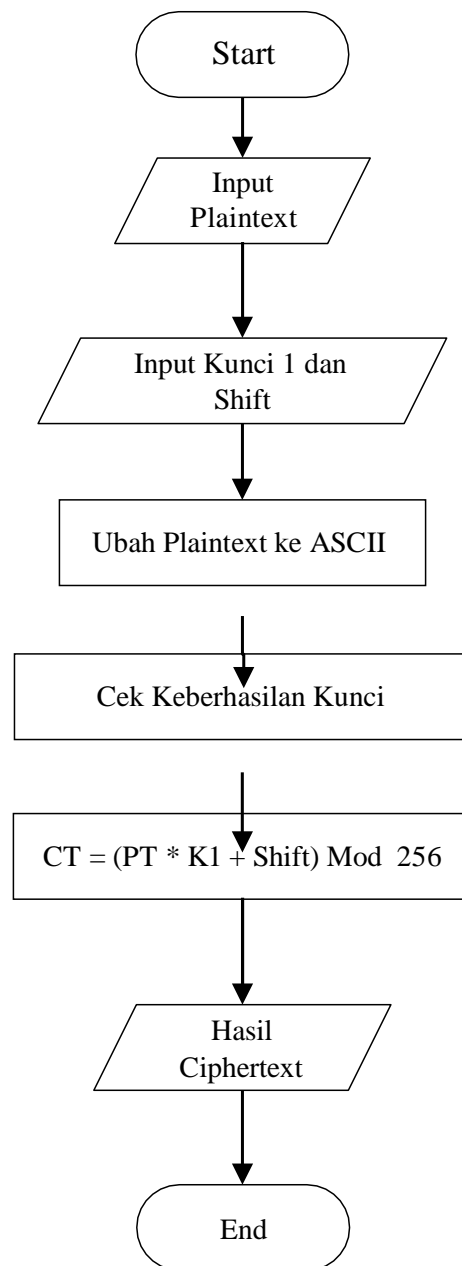 Start
Input
Plaintext
Input Kunci 1 dan
Shift
Ubah Plaintext ke ASCII
Cek Keberhasilan Kunci
CT = (PT * K1 + Shift) Mod  256
Hasil
Ciphertext
End